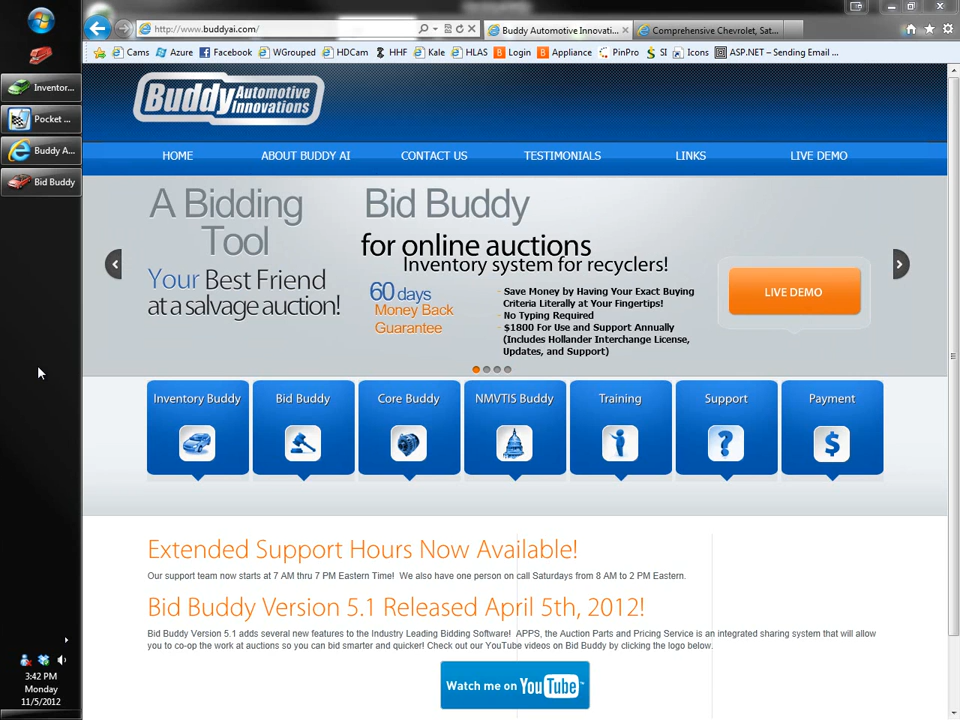 http://www.buddyai.com/
Buddy Automotive Innovati...
Comprehensive Chevrolet, Sat...
Cams
Azure
Facebook
WGrouped
HDCam
HHF
Kale
HLAS
Login
Appliance
PinPro
SI
Icons
ASP.NET – Sending Email ...
Inventor...
Pocket ...
Buddy A...
Bid Buddy
Buddy Automotive Innovations
HOME
ABOUT BUDDY AI
CONTACT US
TESTIMONIALS
LINKS
LIVE DEMO
A Bidding
Tool
Your Best Friend
at a salvage auction!
Bid Buddy
for online auctions
Inventory system for recyclers!
60 days
Money Back
Guarantee
Save Money by Having Your Exact Buying
Criteria Literally at Your Fingertips!
No Typing Required
$1800 For Use and Support Annually
(Includes Hollander Interchange License,
Updates, and Support)
LIVE DEMO
Inventory Buddy
Bid Buddy
Core Buddy
NMVTIS Buddy
Training
Support
Payment
Extended Support Hours Now Available!
Our support team now starts at 7 AM thru 7 PM Eastern Time! We also have one person on call Saturdays from 8 AM to 2 PM Eastern.
Bid Buddy Version 5.1 Released April 5th, 2012!
Bid Buddy Version 5.1 adds several new features to the Industry Leading Bidding Software! APPS, the Auction Parts and Pricing Service is an integrated sharing system that will allow
you to co-op the work at auctions so you can bid smarter and quicker! Check out our YouTube videos on Bid Buddy by clicking the logo below.
Watch me on YouTube
3:42 PM
Monday
11/5/2012